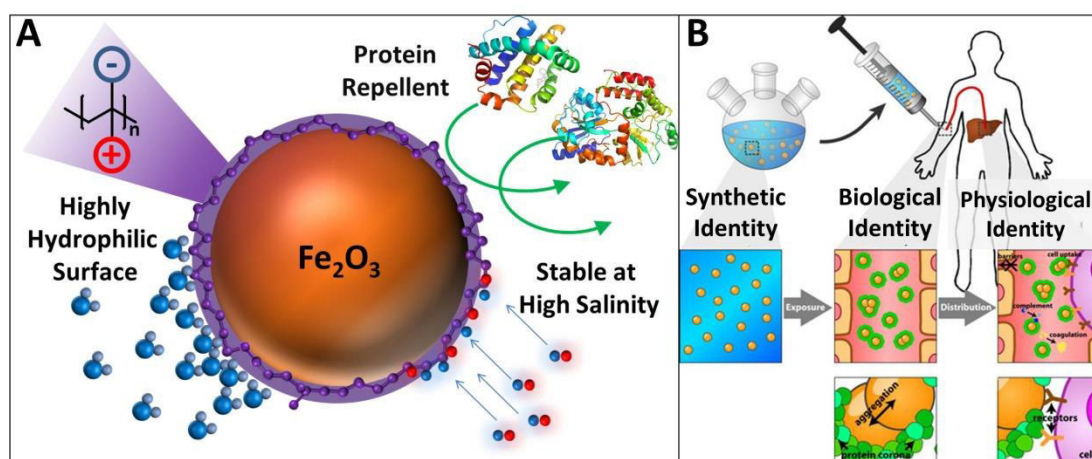 A
-
n
+
Highly
Hydrophilic
Surface
Fe2O3
Protein
Repellent
Stable at
High Salinity
B
Synthetic
Identity
Biological
Identity
Physiological
Identity
Exposure
Distribution
barriers
cell uptake
complement
coagulation
aggregation
protein corona
receptors